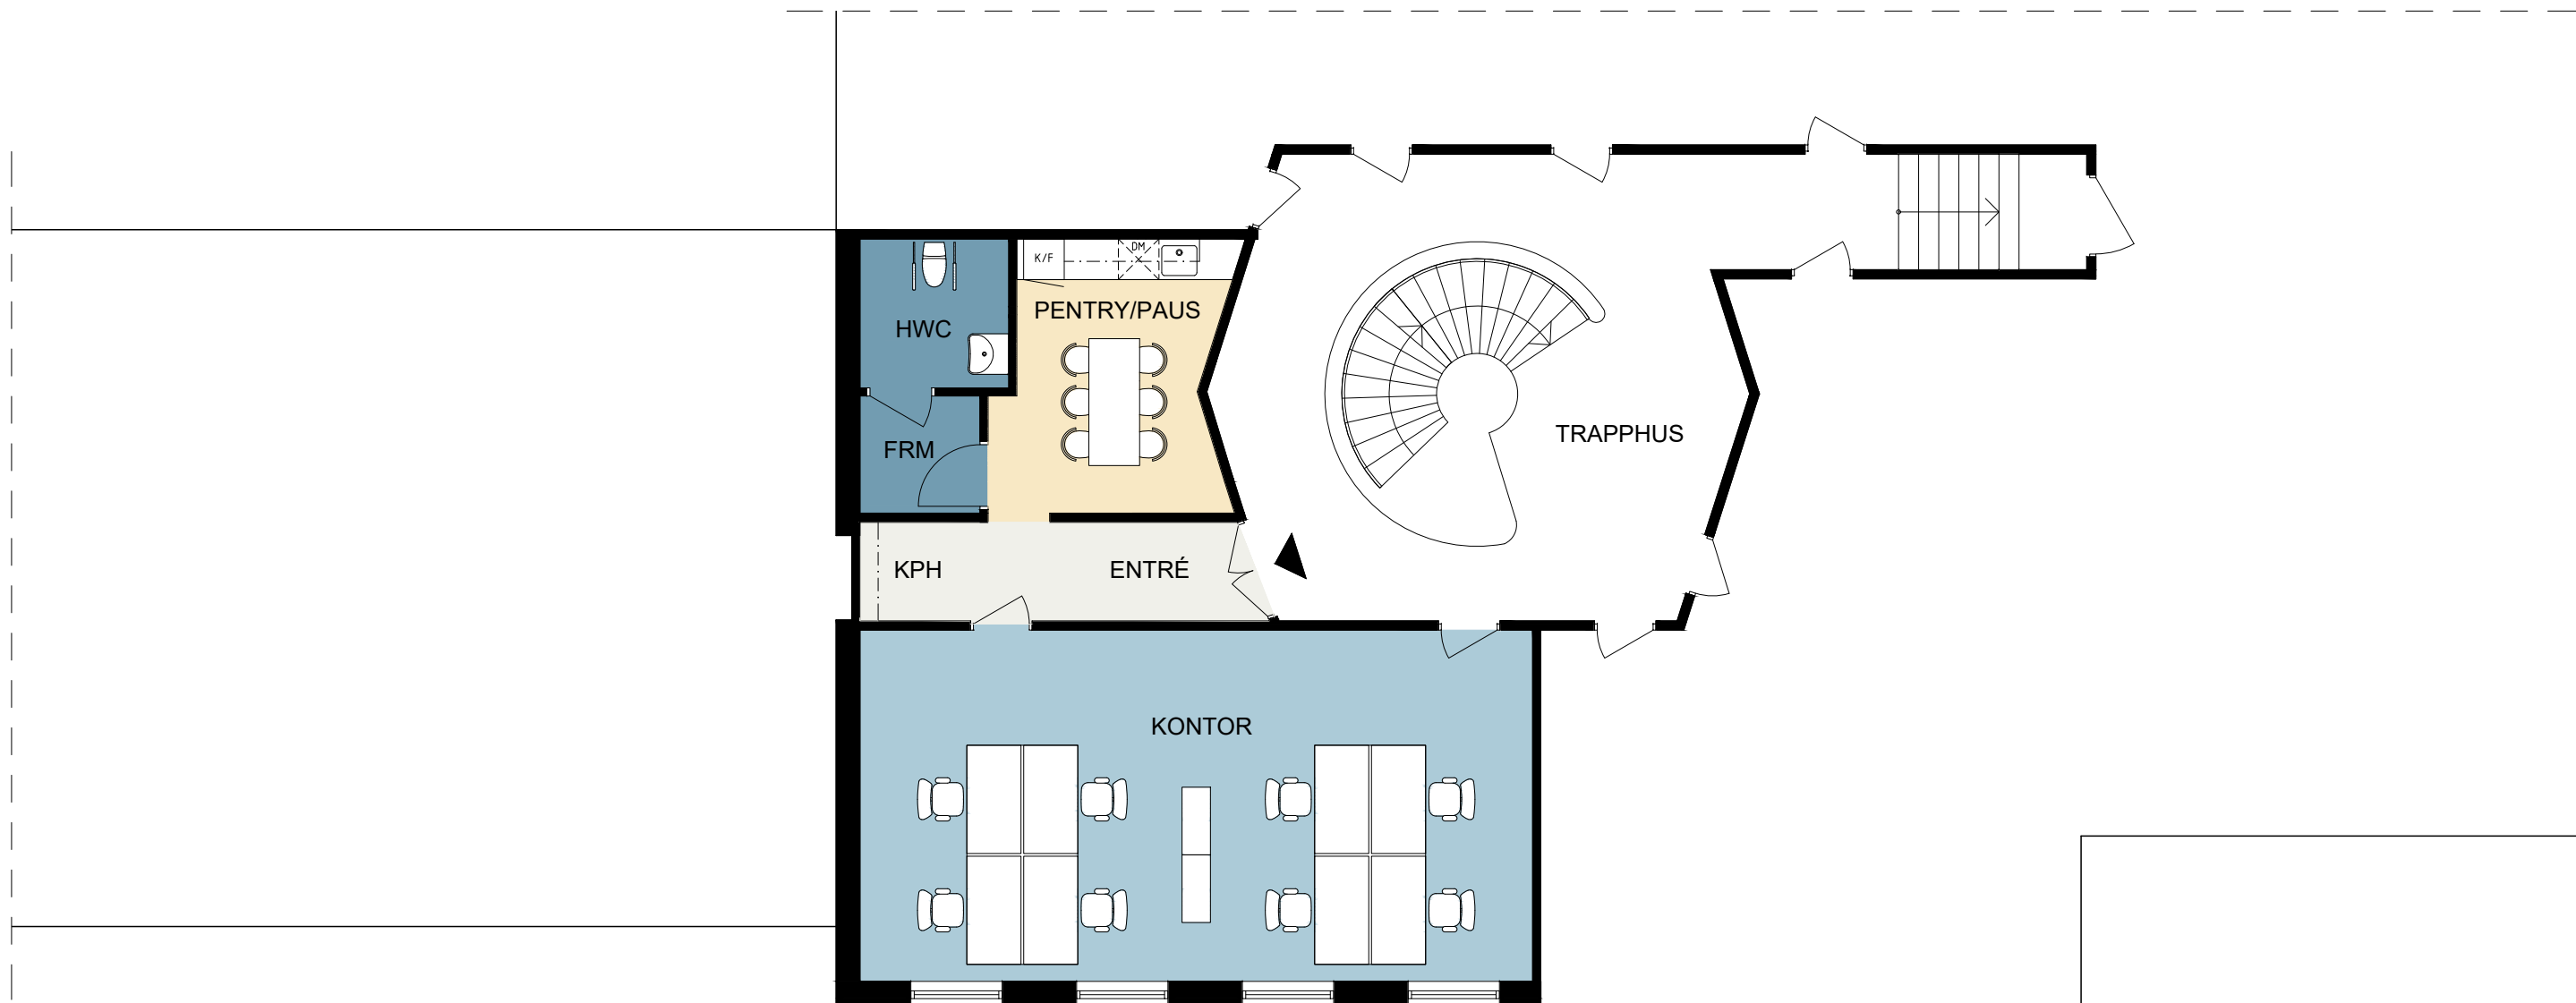 DM
K/F
PENTRY/PAUS
HWC
TRAPPHUS
FRM
KPH
ENTRÉ
KONTOR